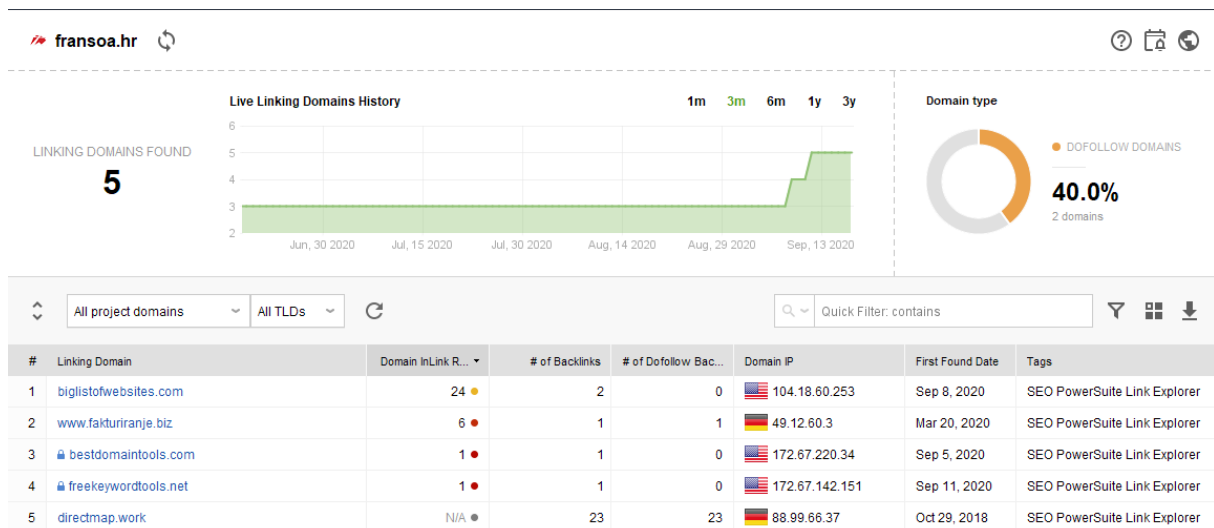 fransoa.hr
Live Linking Domains History 1m 3m 6m 1y 3y
Domain type
LINKING DOMAINS FOUND
5
6
5
4
3
2
Jun, 30 2020 Jul, 15 2020 Jul, 30 2020 Aug, 14 2020 Aug, 29 2020 Sep, 13 2020
DOFOLLOW DOMAINS
40.0%
2 domains
All project domains All TLDs Quick Filter: contains
# Linking Domain Domain InLink R... # of Backlinks # of Dofollow Bac... Domain IP First Found Date Tags
1 biglistofwebsites.com 24 2 0 104.18.60.253 Sep 8, 2020 SEO PowerSuite Link Explorer
2 www.fakturiranje.biz 6 1 1 49.12.60.3 Mar 20, 2020 SEO PowerSuite Link Explorer
3 bestdomaintools.com 1 1 0 172.67.220.34 Sep 5, 2020 SEO PowerSuite Link Explorer
4 freekeywordtools.net 1 1 0 172.67.142.151 Sep 11, 2020 SEO PowerSuite Link Explorer
5 directmap.work N/A 23 23 88.99.66.37 Oct 29, 2018 SEO PowerSuite Link Explorer